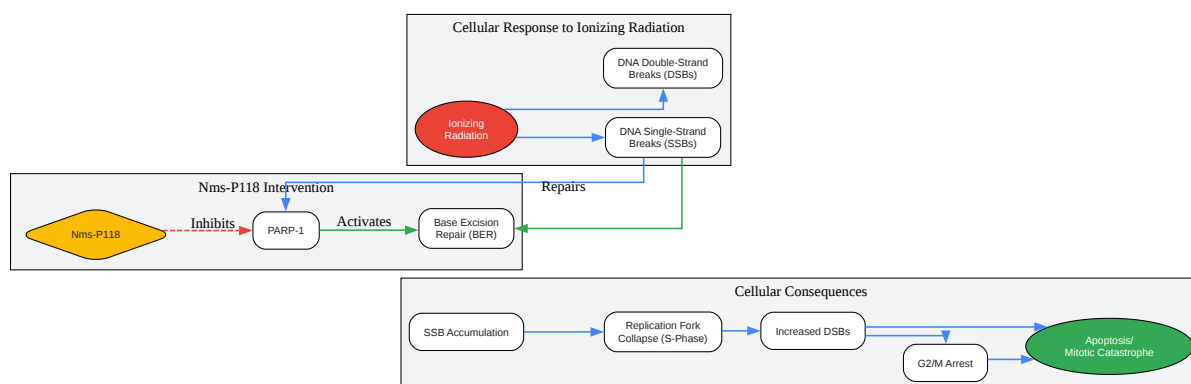 Cellular Response to Ionizing Radiation
DNA Double-Strand
Breaks (DSBs)
Ionizing
Radiation
DNA Single-Strand
Breaks (SSBs)
Nms-P118 Intervention
Repairs
Nms-P118
Inhibits
PARP-1
Activates
Base Excision
Repair (BER)
Cellular Consequences
SSB Accumulation
Replication Fork
Collapse (S-Phase)
Increased DSBs
G2/M Arrest
Apoptosis/
Mitotic Catastrophe